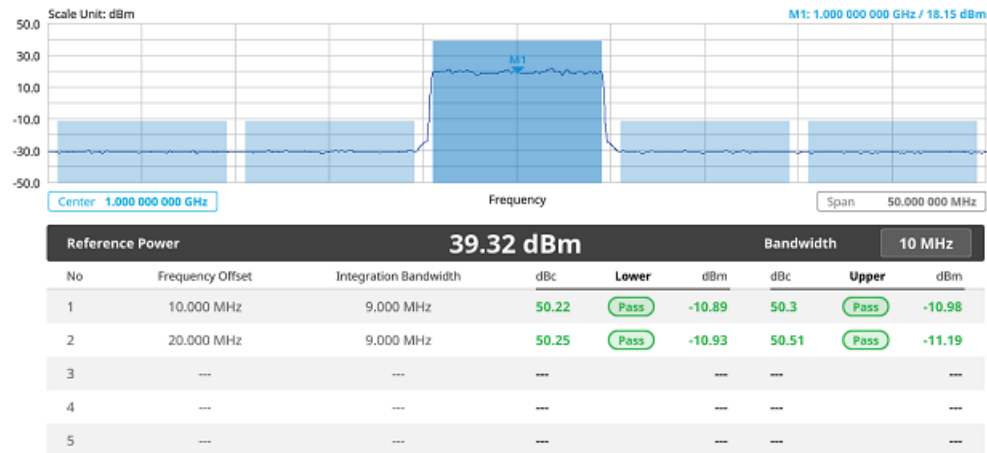 Scale Unit: dBm M1: 1.000 000 000 GHz / 18.15 dBm
50.0
M1
30.0
10.0
-10.0
-30.0
-50.0
Center 1.000 000 000 GHz Frequency Span 50.000 000 MHz
Reference Power 39.32 dBm Bandwidth 10 MHz
No Frequency Offset Integration Bandwidth dBc Lower dBm dBc Upper dBm
1 10.000 MHz 9.000 MHz 50.22 Pass -10.89 50.3 Pass -10.98
2 20.000 MHz 9.000 MHz 50.25 Pass -10.93 50.51 Pass -11.19
3 --- --- --- --- --- ---
4 --- --- --- --- --- ---
5 --- --- --- --- --- ---